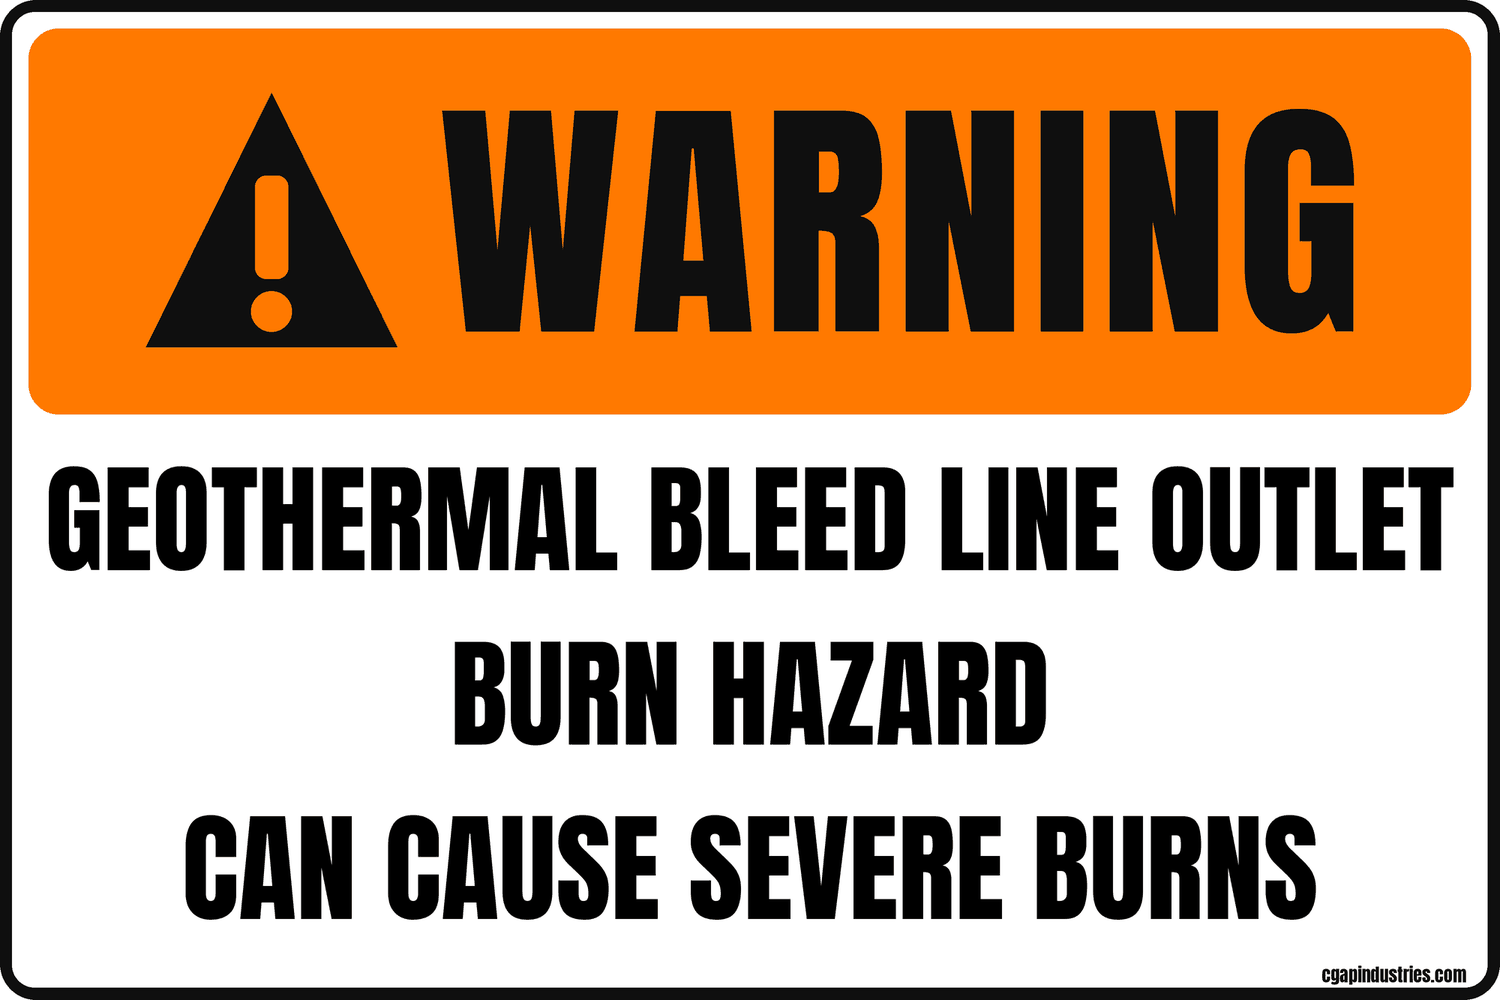 WARNING
GEOTHERMAL BLEED LINE OUTLET
BURN HAZARD
CAN CAUSE SEVERE BURNS
cgapindustries.com